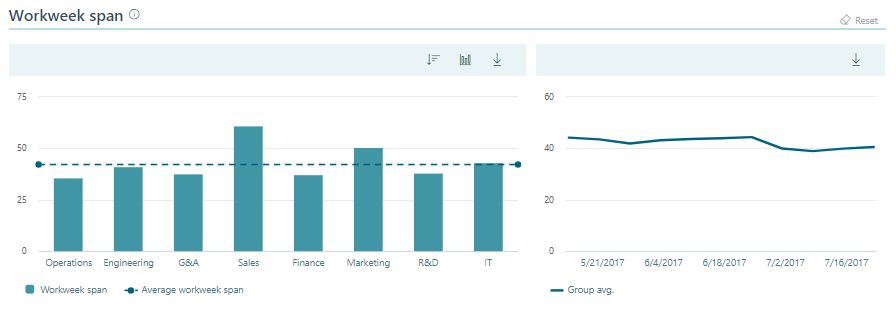 Workweek span
Reset
75
50
25
0
Operations Engineering G&A Sales Finance Marketing R&D IT
Workweek span Average workweek span
60
40
20
0
5/21/2017 6/4/2017 6/18/2017 7/2/2017 7/16/2017
Group avg.